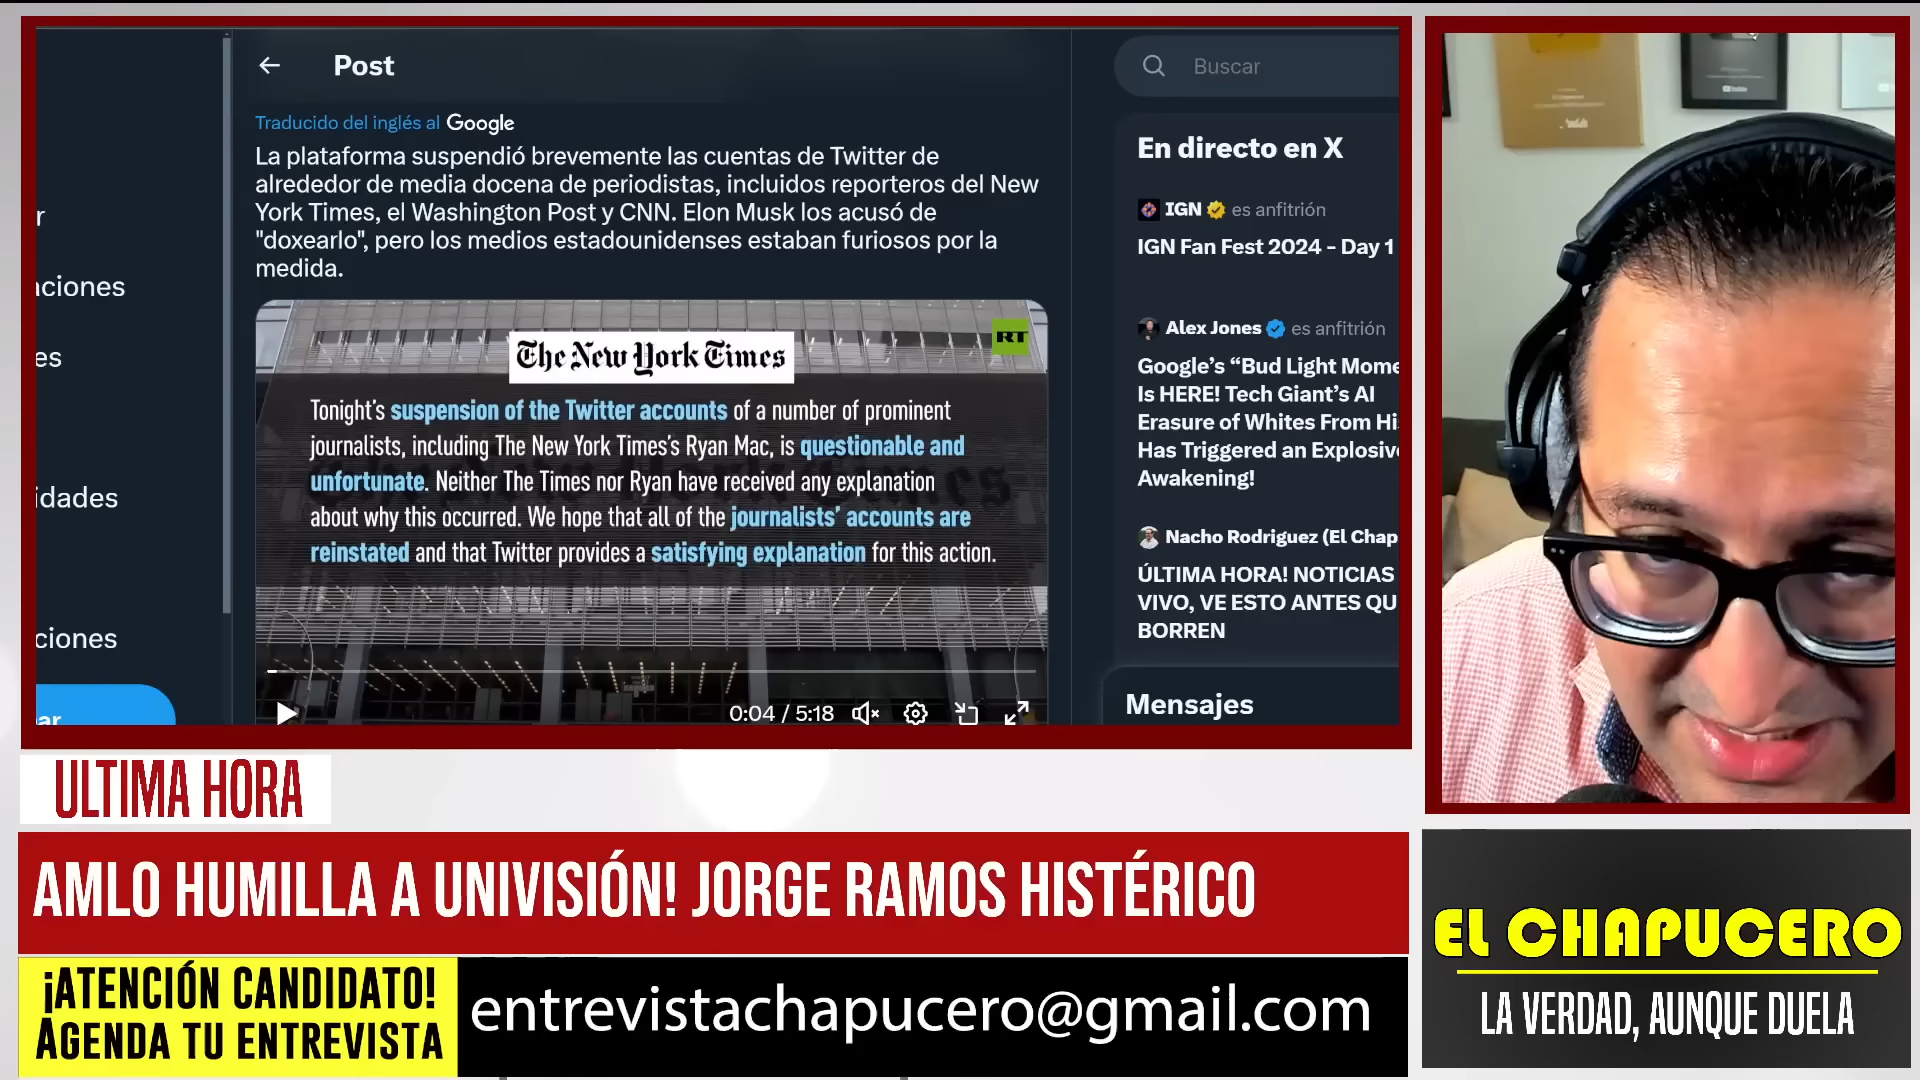 Post
Traducido del inglés al Google
La plataforma suspendió brevemente las cuentas de Twitter de
alrededor de media docena de periodistas, incluidos reporteros del New
York Times, el Washington Post y CNN. Elon Musk los acusó de
"doxearlo", pero los medios estadounidenses estaban furiosos por la
medida.
The New York Times
RT
Tonight's suspension of the Twitter accounts of a number of prominent
journalists, including The New York Times's Ryan Mac, is questionable and
unfortunate. Neither The Times nor Ryan have received any explanation
about why this occurred. We hope that all of the journalists' accounts are
reinstated and that Twitter provides a satisfying explanation for this action.
0:04 / 5:18
r
aciones
es
idades
ciones
ar
Buscar
En directo en X
IGN es anfitrión
IGN Fan Fest 2024 - Day 1
Alex Jones es anfitrión
Google's “Bud Light Mome
Is HERE! Tech Giant's AI
Erasure of Whites From Hi
Has Triggered an Explosiv
Awakening!
Nacho Rodriguez (El Chap
ÚLTIMA HORA! NOTICIAS
VIVO, VE ESTO ANTES QU
BORREN
Mensajes
ULTIMA HORA
AMLO HUMILLA A UNIVISIÓN! JORGE RAMOS HISTÉRICO
¡ATENCIÓN CANDIDATO!
AGENDA TU ENTREVISTA
entrevistachapucero@gmail.com
EL CHAPUCERO
LA VERDAD, AUNQUE DUELA